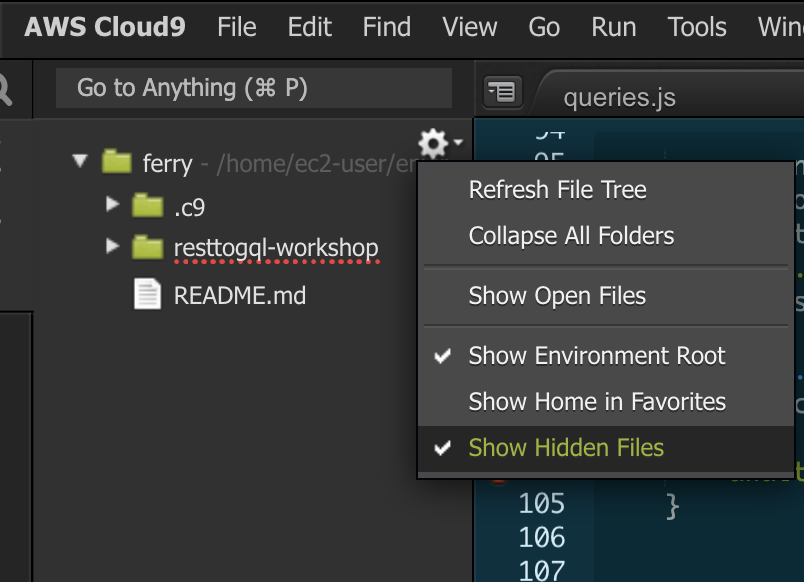 AWS Cloud9 File Edit Find View Go Run Tools
Go to Anything (⌘ P)
queries.js
ferry - /home/ec2-user/
.c9
resttogql-workshop
README.md
Refresh File Tree
Collapse All Folders
Show Open Files
Show Environment Root
Show Home in Favorites
Show Hidden Files
105 }
106
107